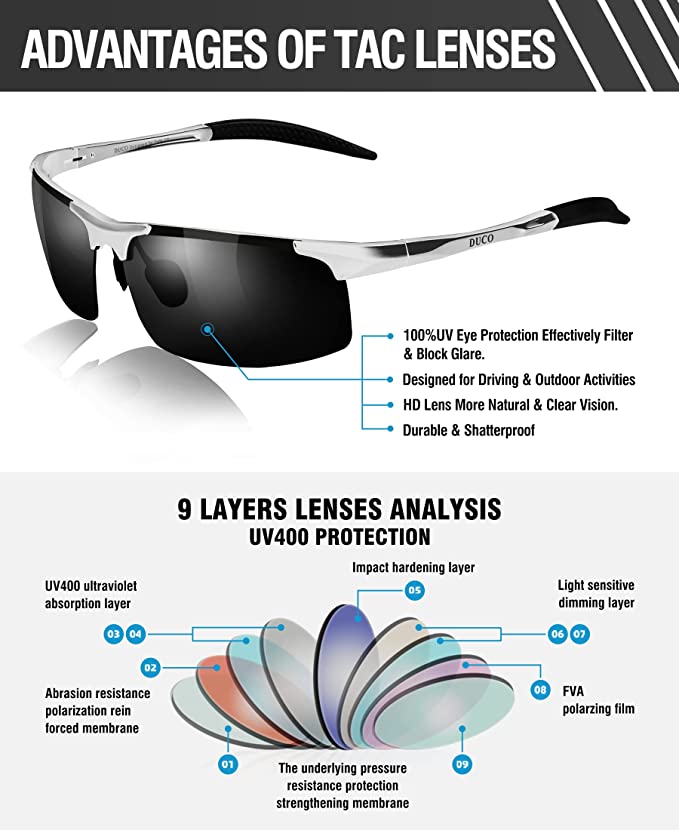 ADVANTAGES OF TAC LENSES
DUCO
DUCO
100%UV Eye Protection Effectively Filter
& Block Glare.
Designed for Driving & Outdoor Activities
HD Lens More Natural & Clear Vision.
Durable & Shatterproof
9 LAYERS LENSES ANALYSIS
UV400 PROTECTION
Impact hardening layer
05
UV400 ultraviolet
absorption layer
03 04
Light sensitive
dimming layer
06 07
02
Abrasion resistance
polarization rein
forced membrane
08
FVA
polarzing film
01
09
The underlying pressure
resistance protection
strengthening membrane